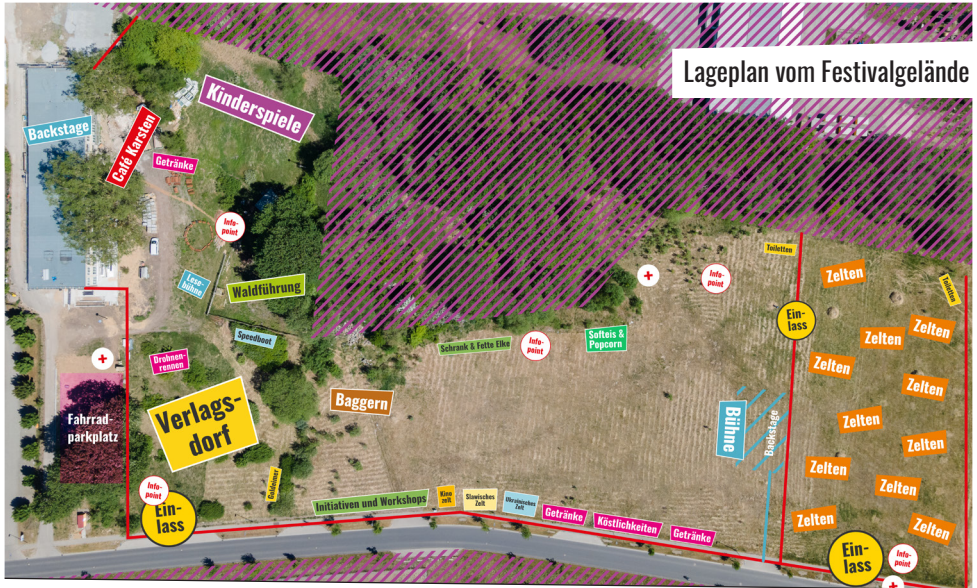 Lageplan vom Festivalgelände
Kinderspiele
Backstage
Café Karsten
Getränke
Info-
point
Lese-
bühne
Waldführung
Speedboot
Drohnen-
rennen
Verlags-
dorf
Baggern
Schrank & Fette Elke
Info-
point
Softeis &
Popcorn
Info-
point
Toiletten
Ein-
lass
Zelten
Toiletten
Zelten
Zelten
Zelten
Zelten
Zelten
Zelten
Zelten
Zelten
Zelten
Zelten
Bühne
Backstage
Fahrrad-
parkplatz
Info-
point
Ein-
lass
Goldeimer
Initiativen und Workshops
Kino
zelt
Slawisches
Zelt
Ukrainisches
Zelt
Getränke
Köstlichkeiten
Getränke
Ein-
lass
Info-
point